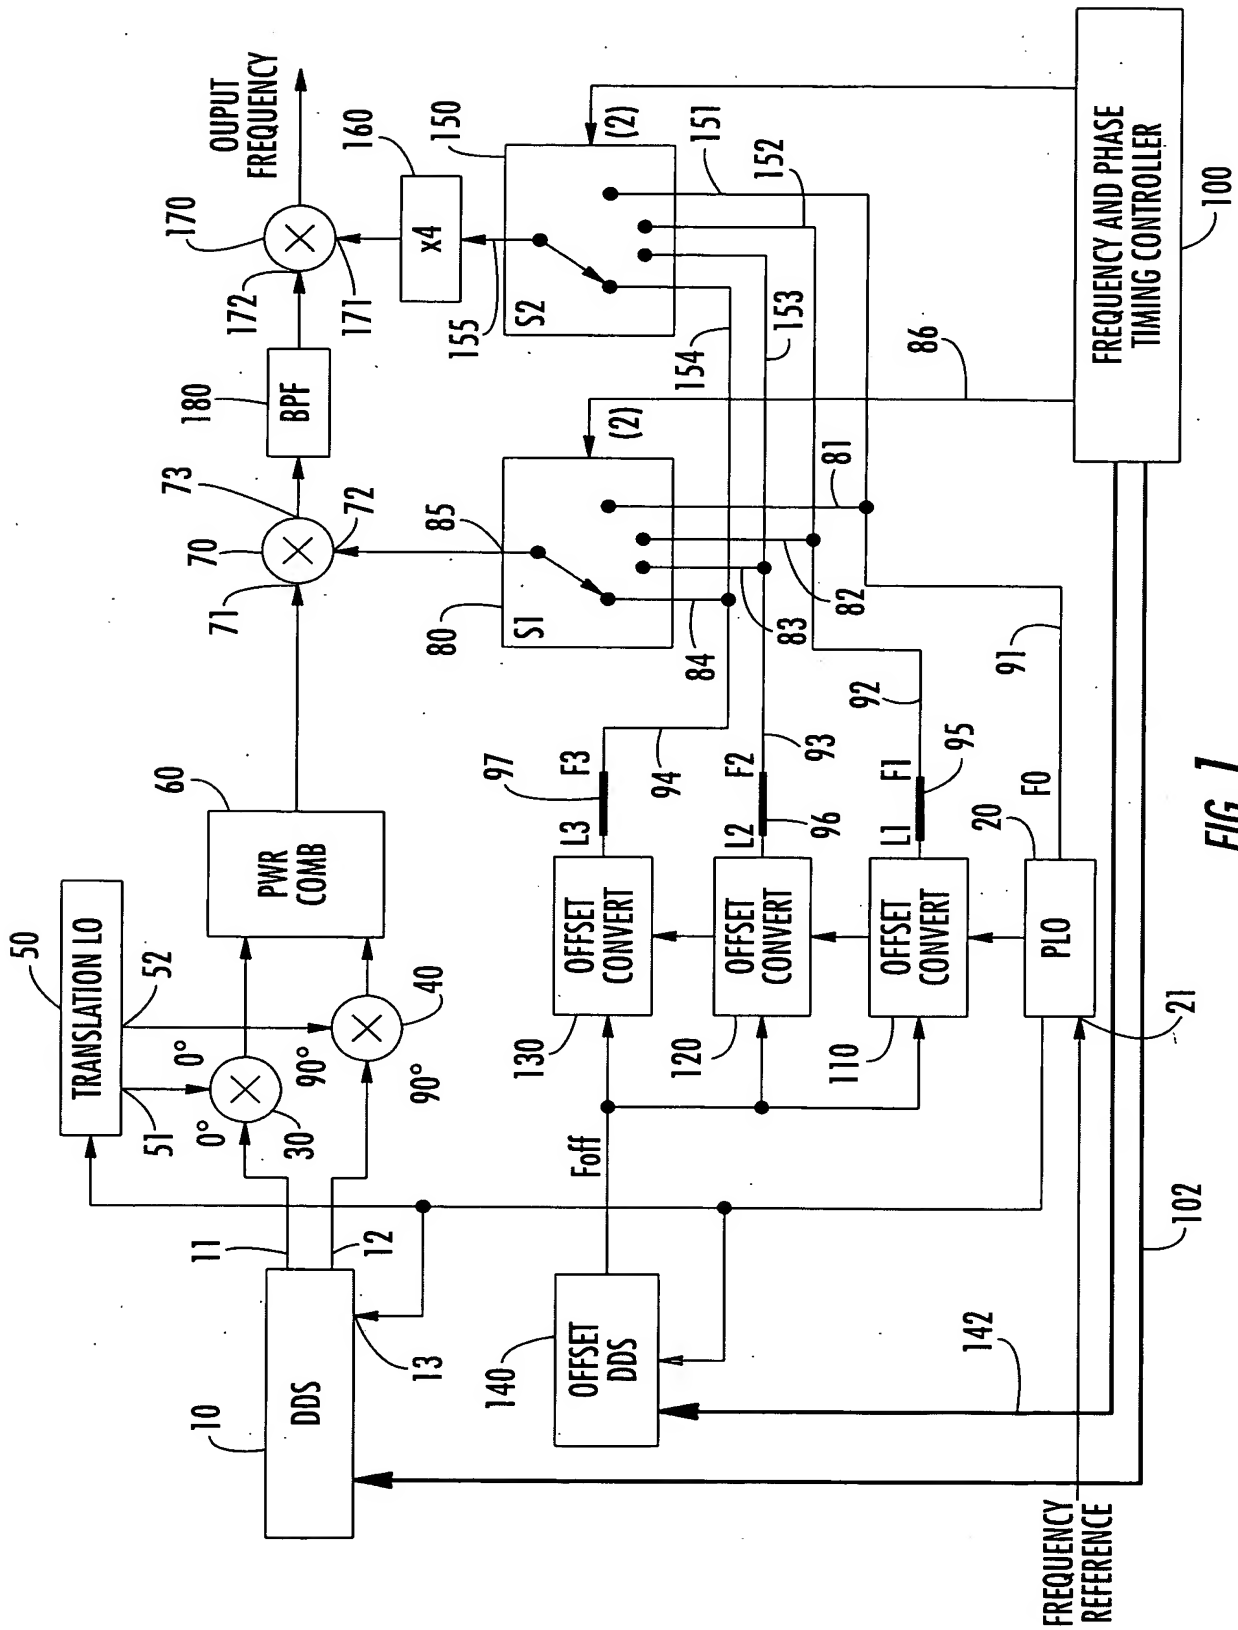 50
TRANSLATION LO
51
52
0°
0°
90°
90°
30
40
10
DDS
11
12
13
60
PWR
COMB
70
71
72
73
180
BPF
170
172
171
OUPUT
FREQUENCY
160
x4
155
150
S2
(2)
151
152
153
154
80
S1
85
(2)
81
82
83
84
86
140
OFFSET
DDS
Foff
142
130
OFFSET
CONVERT
L3
F3
97
94
120
OFFSET
CONVERT
L2
F2
96
93
110
OFFSET
CONVERT
L1
F1
95
92
20
PLO
F0
91
21
FREQUENCY
REFERENCE
102
FREQUENCY AND PHASE
TIMING CONTROLLER
100
FIG. 1